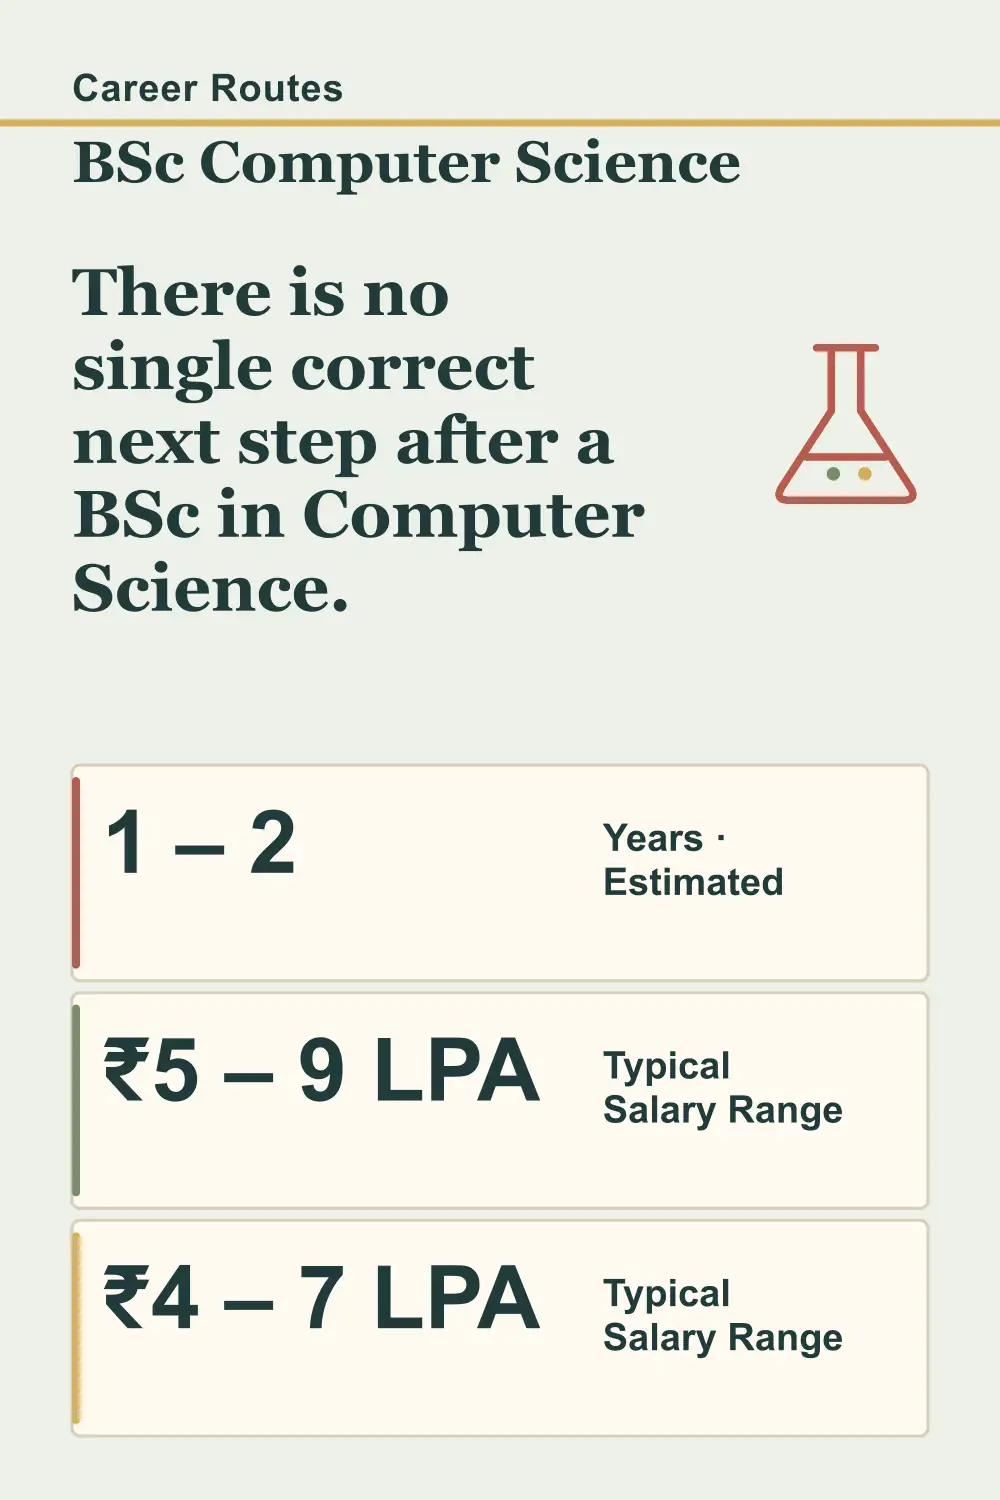 Career Routes
BSc Computer Science
There is no
single correct
next step after a
BSc in Computer
Science.
1 – 2
Years ·
Estimated
₹5 – 9 LPA
Typical
Salary Range
₹4 – 7 LPA
Typical
Salary Range